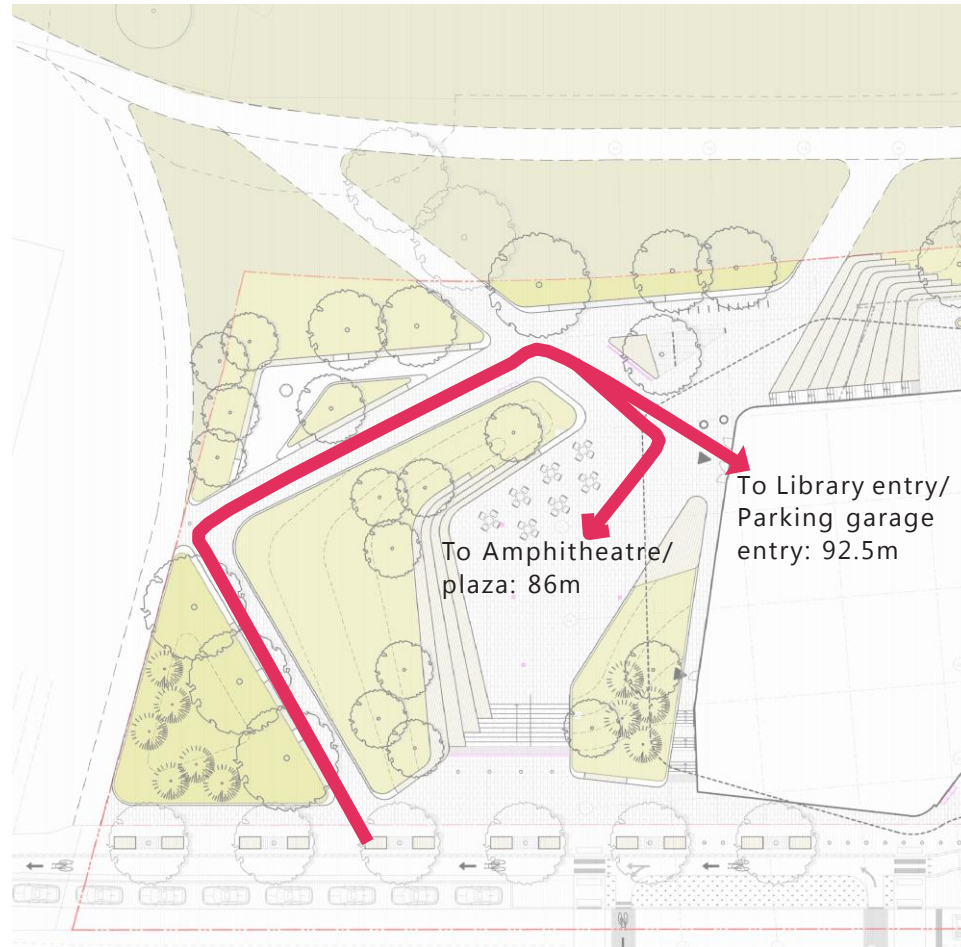 To Library entry/
Parking garage
entry: 92.5m
To Amphitheatre/
plaza: 86m